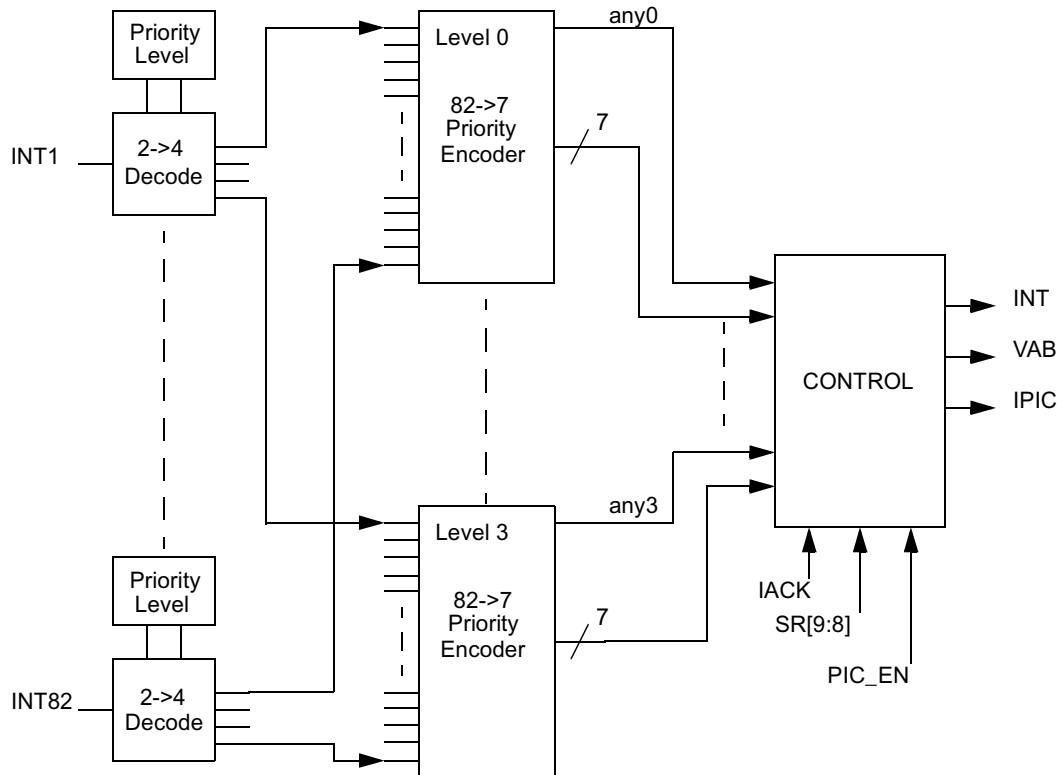 Priority
Level
INT1
2->4
Decode
Level 0
82->7
Priority
Encoder
any0
7
CONTROL
INT
VAB
IPIC
IACK
SR[9:8]
PIC_EN
Priority
Level
INT82
2->4
Decode
Level 3
82->7
Priority
Encoder
any3
7